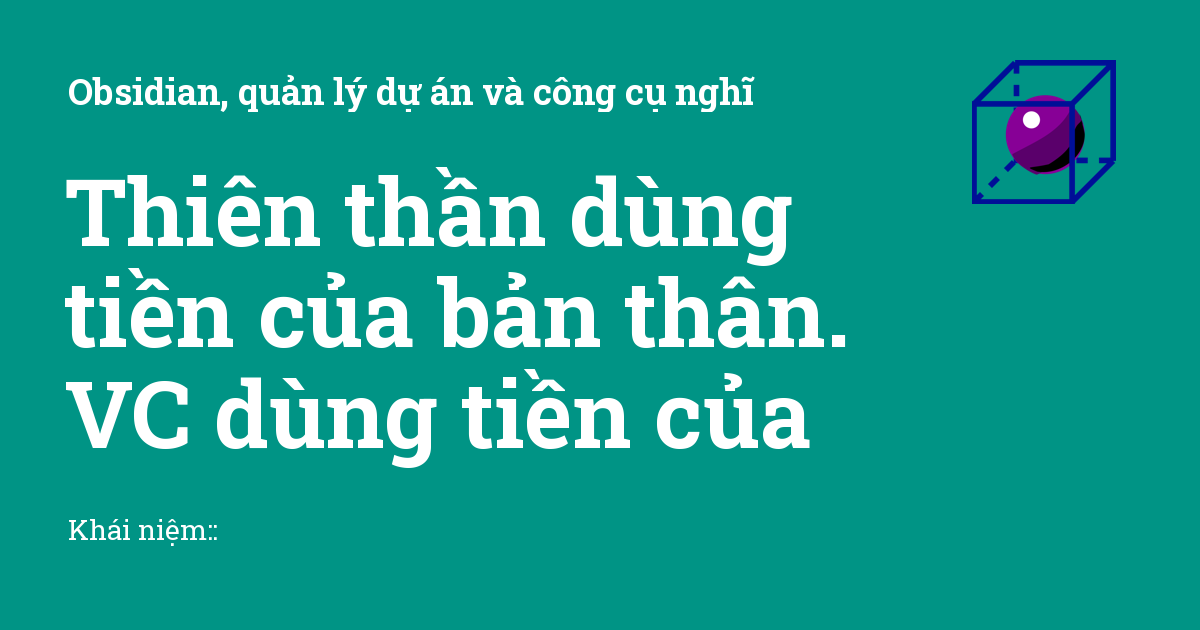 Obsidian, quản lý dự án và công cụ nghĩ
Thiên thần dùng
tiền của bản thân.
VC dùng tiền của
Khái niệm::